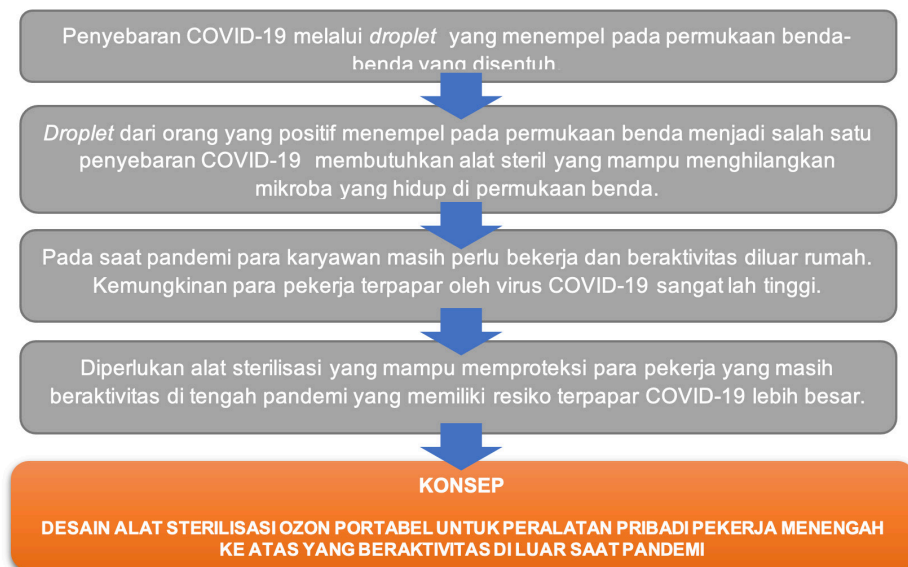 Penyebaran COVID-19 melalui droplet yang menempel pada permukaan benda-
benda yang disentuh.
Droplet dari orang yang positif menempel pada permukaan benda menjadi salah satu
penyebaran COVID-19 membutuhkan alat steril yang mampu menghilangkan
mikroba yang hidup di permukaan benda.
Pada saat pandemi para karyawan masih perlu bekerja dan beraktivitas diluar rumah.
Kemungkinan para pekerja terpapar oleh virus COVID-19 sangat lah tinggi.
Diperlukan alat sterilisasi yang mampu memproteksi para pekerja yang masih
beraktivitas di tengah pandemi yang memiliki resiko terpapar COVID-19 lebih besar.
KONSEP
DESAIN ALAT STERILISASI OZON PORTABEL UNTUK PERALATAN PRIBADI PEKERJA MENENGAH
KE ATAS YANG BERAKTIVITAS DI LUAR SAAT PANDEMI